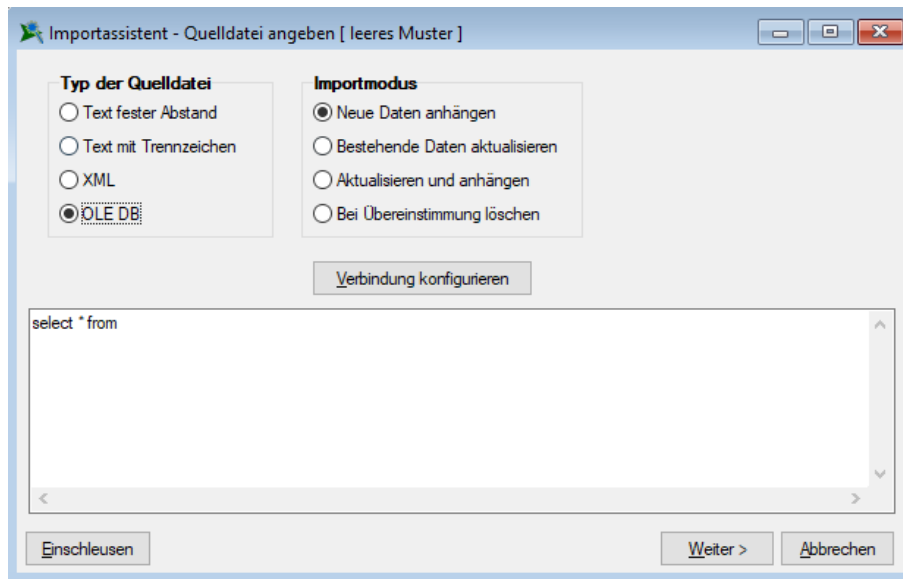 Importassistent - Quelldatei angeben [ leeres Muster ]
Typ der Quelldatei
Text fester Abstand
Text mit Trennzeichen
XML
OLE DB
Importmodus
Neue Daten anhängen
Bestehende Daten aktualisieren
Aktualisieren und anhängen
Bei Übereinstimmung löschen
Verbindung konfigurieren
select * from
Einschleusen
Weiter >
Abbrechen